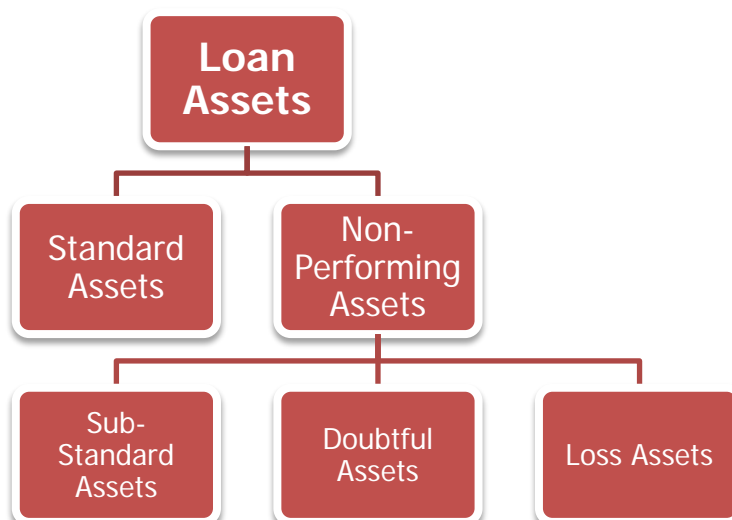 Loan
Assets
Standard
Assets
Non-
Performing
Assets
Sub-
Standard
Assets
Doubtful
Assets
Loss Assets